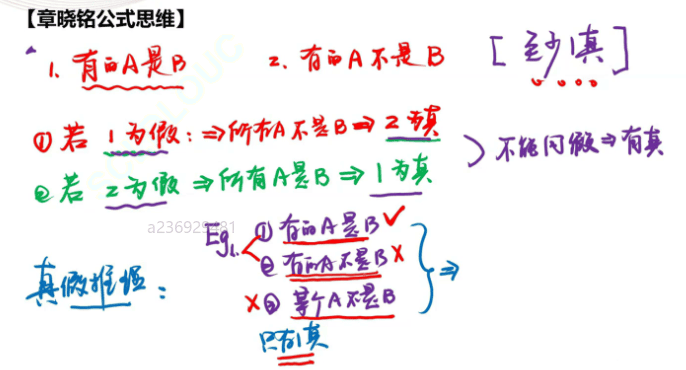 【章晓铭公式思维】
1. 有的A是B 2. 有的A不是B [至少1真]
①若 1为假:⇒所有A不是B⇒2为真
②若 2为假⇒所有A是B⇒1为真
不能同假⇒有真
a236929481
Eg1. ①有的A是B ✓
②有的A不是B ×
×③某个A不是B
⇒
真假推理:
只有1真